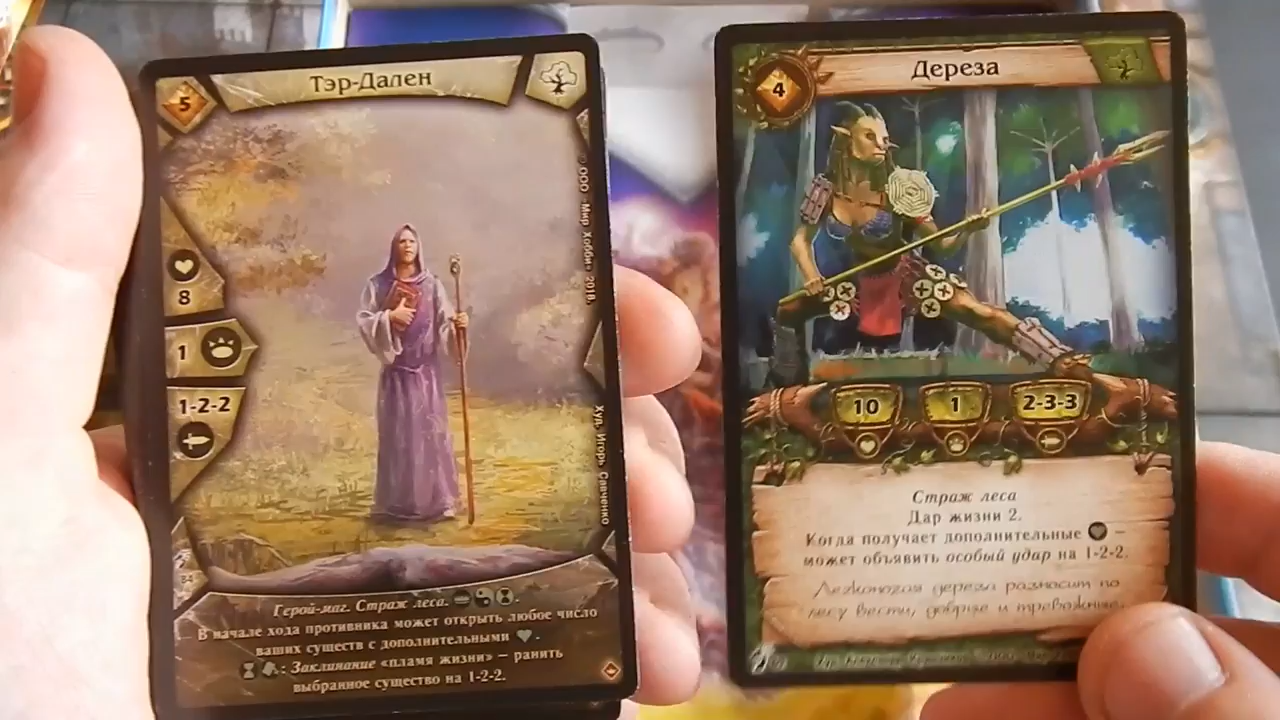 5
Тэр-Дален
8
1
1-2-2
© ООО «Мир Хобби» 2018.
Худ. Игорь Савченко
84
Герой-маг. Страж леса.
В начале хода противника может открыть любое число
ваших существ с дополнительными
: Заклинание «пламя жизни» – ранить
выбранное существо на 1-2-2.
4
Дереза
10
1
2-3-3
Страж леса
Дар жизни 2.
Когда получает дополнительные –
может объявить особый удар на 1-2-2.
Легконогая дереза разносит по
лесу вести, добрые и тревожные.
Худ.